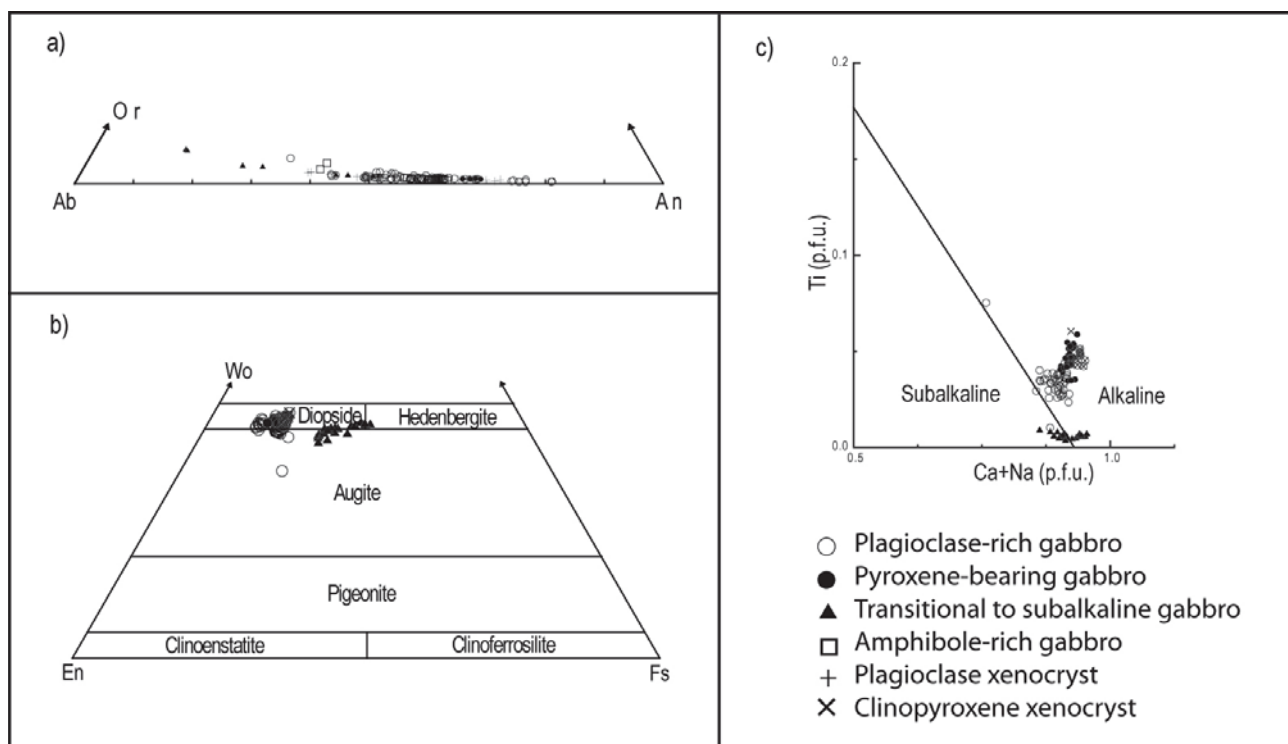 a)
O r
Ab
A n
b)
Wo
Diopside
Hedenbergite
Augite
Pigeonite
Clinoenstatite
Clinoferrosilite
En
Fs
c)
0.2
0.1
0.0
Ti (p.f.u.)
Subalkaline
Alkaline
0.5
1.0
Ca+Na (p.f.u.)
Plagioclase-rich gabbro
Pyroxene-bearing gabbro
Transitional to subalkaline gabbro
Amphibole-rich gabbro
Plagioclase xenocryst
Clinopyroxene xenocryst